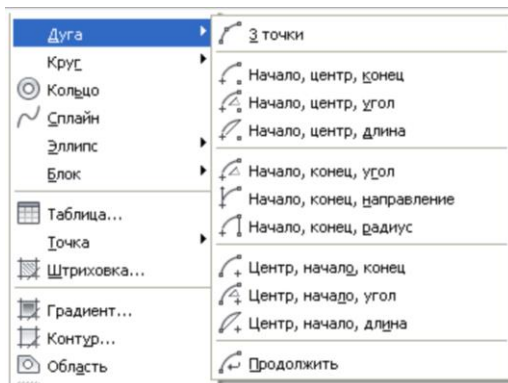 Дуга
Круг
Кольцо
Сплайн
Эллипс
Блок
Таблица...
Точка
Штриховка...
Градиент...
Контур...
Область
3 точки
Начало, центр, конец
Начало, центр, угол
Начало, центр, длина
Начало, конец, угол
Начало, конец, направление
Начало, конец, радиус
Центр, начало, конец
Центр, начало, угол
Центр, начало, длина
Продолжить